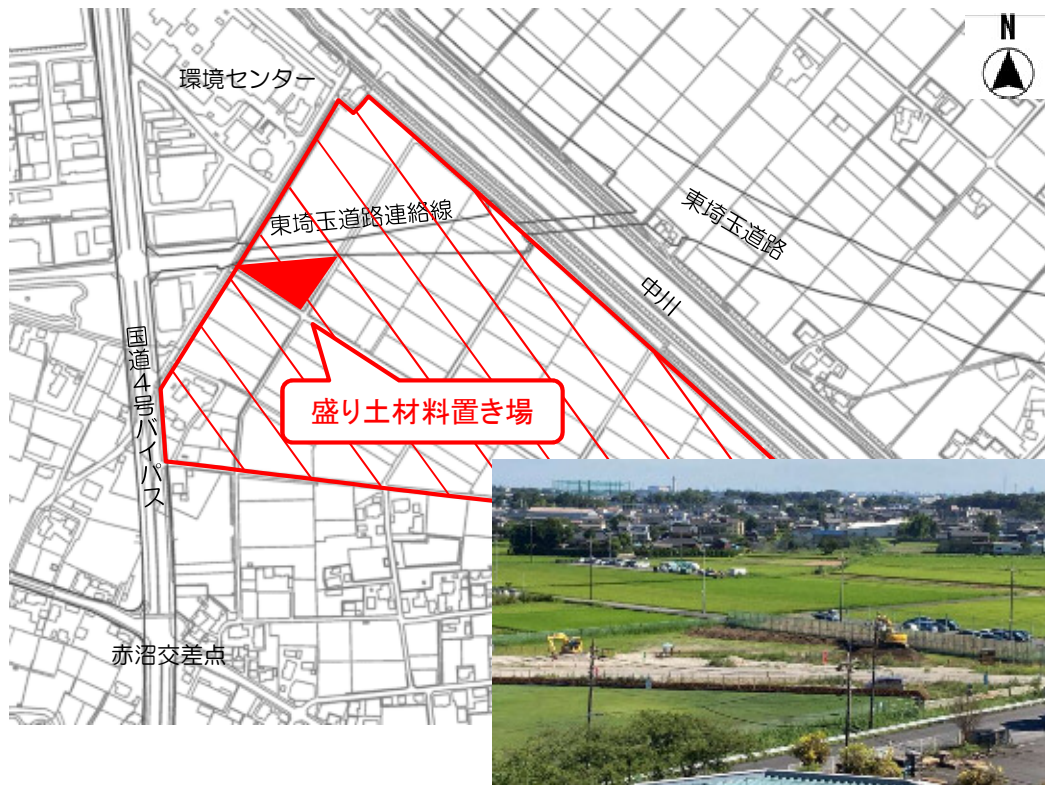 N
環境センター
東埼玉道路連絡線
東埼玉道路
中川
国道4号バイパス
盛り土材料置き場
赤沼交差点